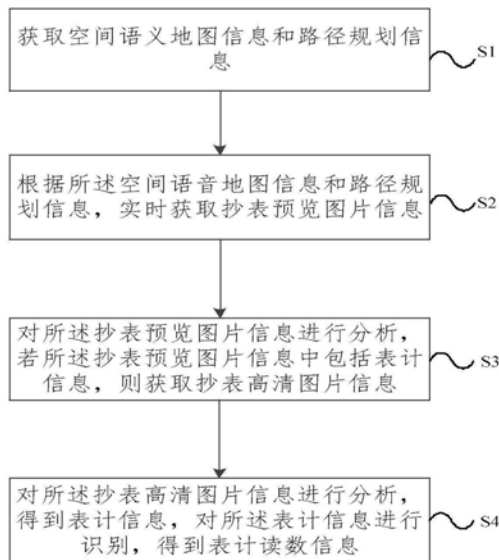 获取空间语义地图信息和路径规划信
息
S1
根据所述空间语音地图信息和路径规
划信息，实时获取抄表预览图片信息
S2
对所述抄表预览图片信息进行分析，
若所述抄表预览图片信息中包括表计
信息，则获取抄表高清图片信息
S3
对所述抄表高清图片信息进行分析，
得到表计信息，对所述表计信息进行
识别，得到表计读数信息
S4